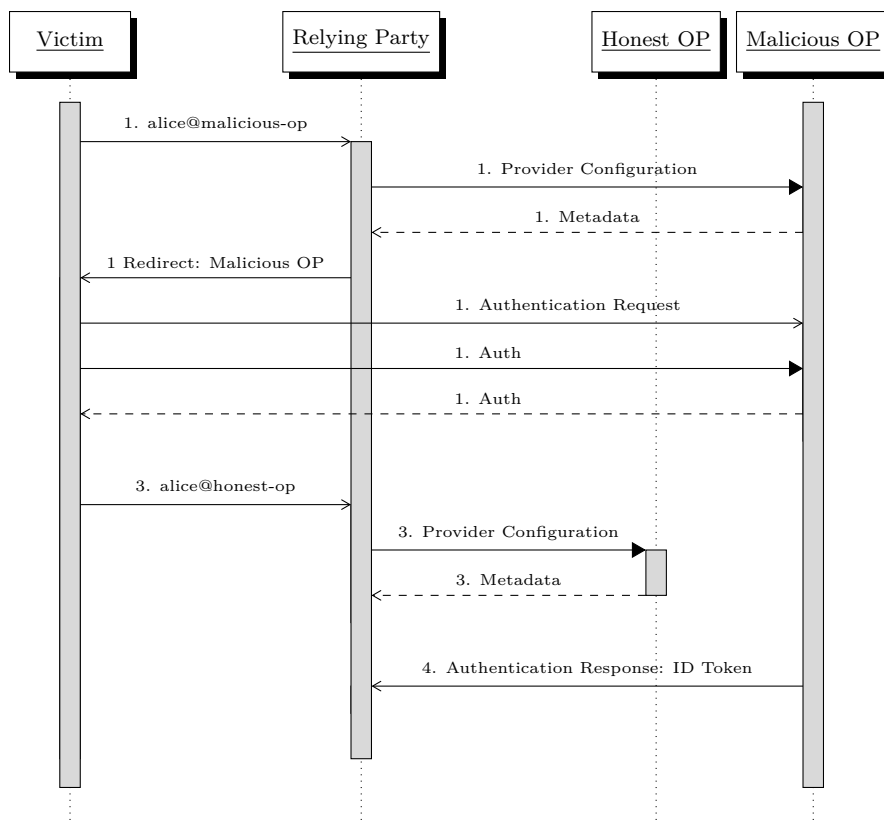 Victim
Relying Party
Honest OP
Malicious OP
1. alice@malicious-op
1. Provider Configuration
1. Metadata
1 Redirect: Malicious OP
1. Authentication Request
1. Auth
1. Auth
3. alice@honest-op
3. Provider Configuration
3. Metadata
4. Authentication Response: ID Token